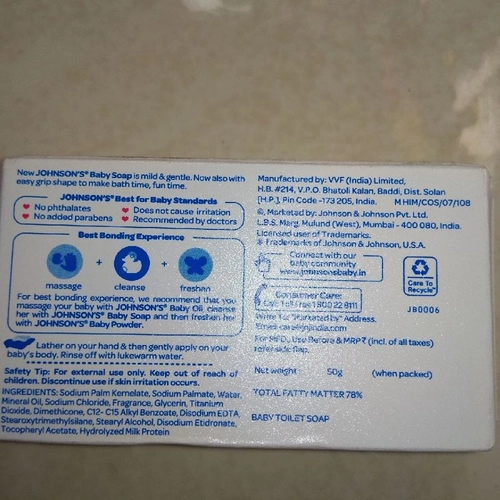 New JOHNSON'S® Baby Soap is mild & gentle. Now also with
easy grip shape to make bath time, fun time.
JOHNSON'S® Best for Baby Standards
No phthalates
Does not cause irritation
No added parabens
Recommended by doctors
Best Bonding Experience
massage + cleanse + freshen
For best bonding experience, we recommend that you
massage your baby with JOHNSON'S® Baby Oil, cleanse
her with JOHNSON'S® Baby Soap and then freshen her
with JOHNSON'S® Baby Powder.
Lather on your hand & then gently apply on your
baby's body. Rinse off with lukewarm water.
Safety Tip: For external use only. Keep out of reach of
children. Discontinue use if skin irritation occurs.
INGREDIENTS: Sodium Palm Kernelate, Sodium Palmate, Water,
Mineral Oil, Sodium Chloride, Fragrance, Glycerin, Titanium
Dioxide, Dimethicone, C12- C15 Alkyl Benzoate, Disodium EDTA
Stearoxytrimethylsilane, Stearyl Alcohol, Disodium Etidronate,
Tocopheryl Acetate, Hydrolyzed Milk Protein
Manufactured by: VVF (India) Limited,
H.B. #214, V.P.O. Bhatoli Kalan, Baddi, Dist. Solan
[H.P.], Pin Code -173 205, India. M HIM/COS/07/108
©, Marketed by: Johnson & Johnson Pvt. Ltd.
L.B.S. Marg, Mulund (West), Mumbai - 400 080, India.
Licensed user of Trademarks.
® Trademarks of Johnson & Johnson, U.S.A.
Connect with our
baby community
www.johnsonsbaby.in
Care To
Recycle™
JB0006
Consumer Care:
Call Toll Free 1 800 22 8111
Write To "Marketed by" Address.
Email care@jnjindia.com
For MFD., Use Before & MRP ₹ (incl. of all taxes)
refer side flap.
Net weight 50g (when packed)
TOTAL FATTY MATTER 78%
BABY TOILET SOAP